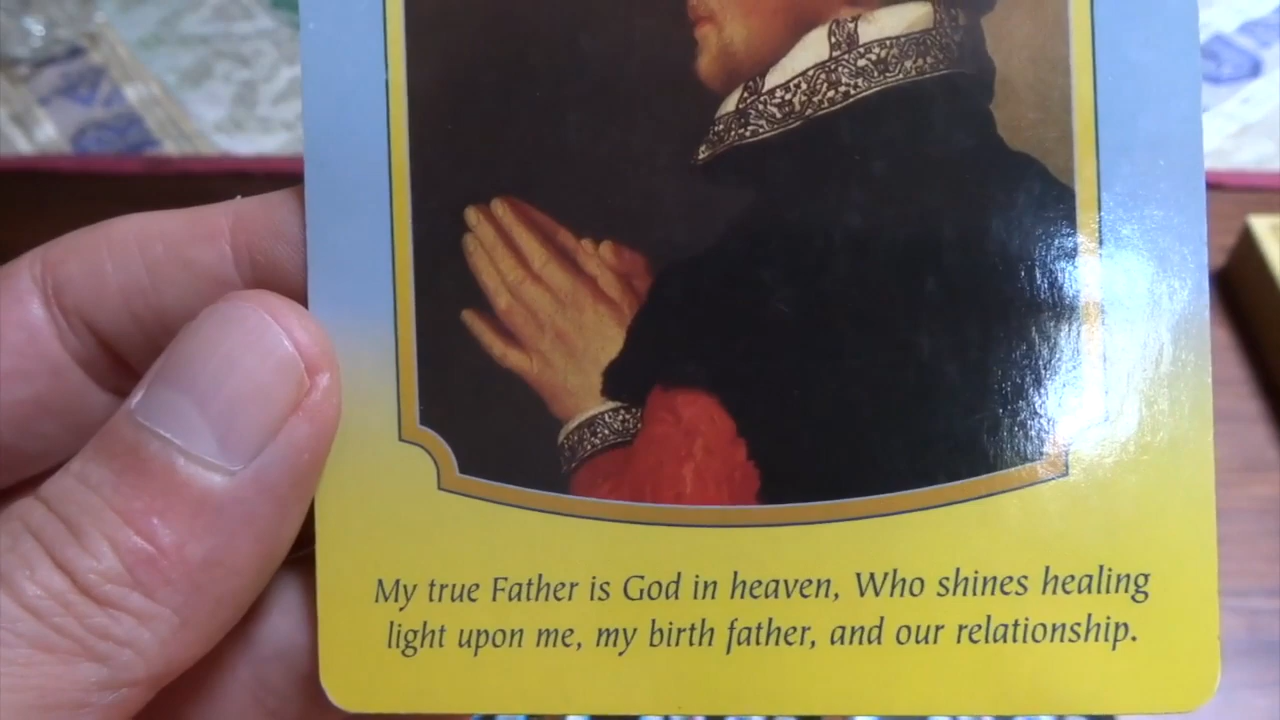 My true Father is God in heaven, Who shines healing
light upon me, my birth father, and our relationship.